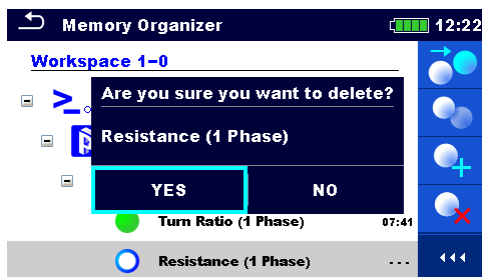 Memory Organizer
12:22
Workspace 1-0
Are you sure you want to delete?
Resistance (1 Phase)
YES
NO
Turn Ratio (1 Phase)
07:41
Resistance (1 Phase)
---